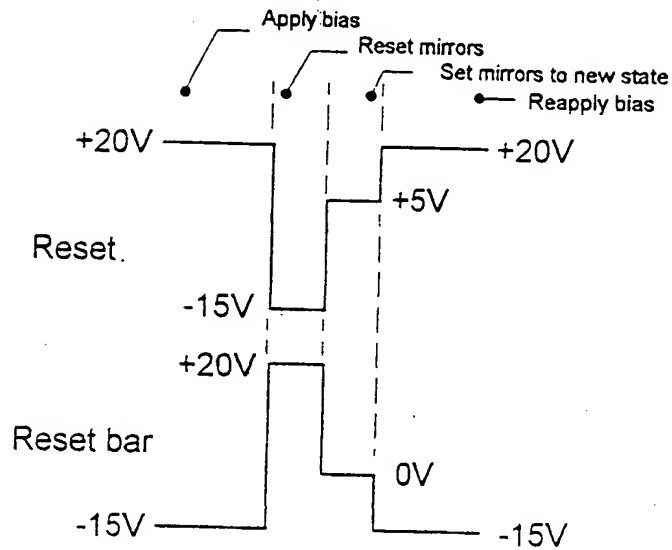 Apply bias
Reset mirrors
Set mirrors to new state
Reapply bias
+20V
+20V
+5V
Reset.
-15V
+20V
Reset bar
0V
-15V
-15V